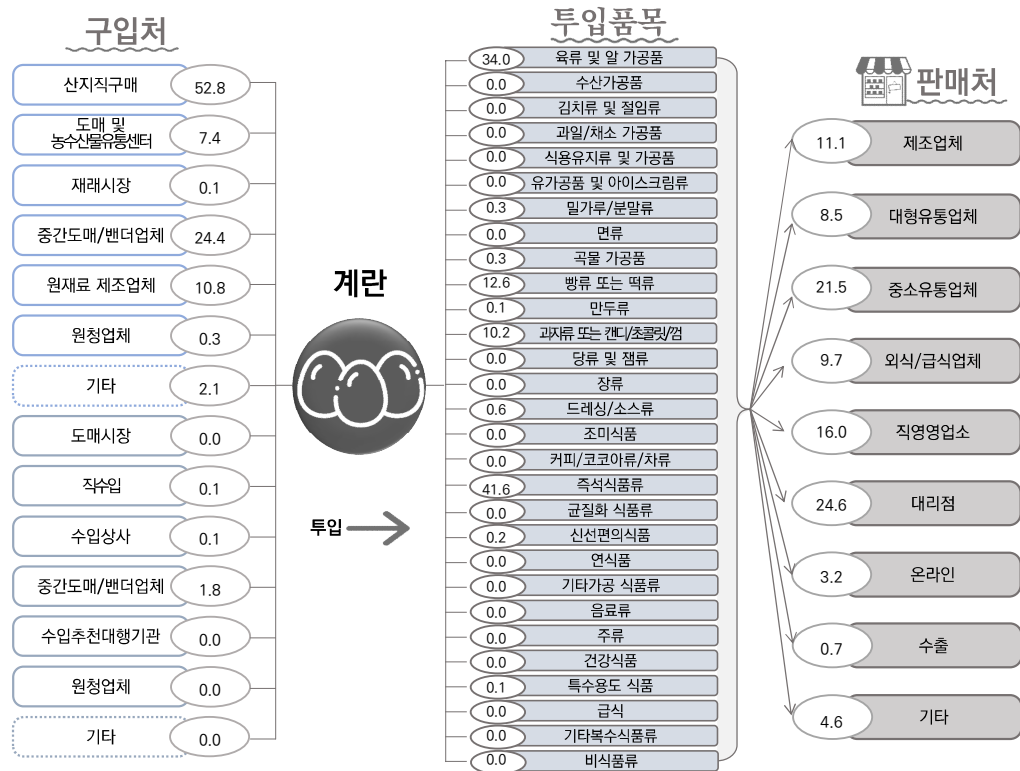 구입처
산지직구매
52.8
도매 및
농수산물유통센터
7.4
재래시장
0.1
중간도매/밴더업체
24.4
원재료 제조업체
10.8
원청업체
0.3
기타
2.1
도매시장
0.0
직수입
0.1
수입상사
0.1
중간도매/밴더업체
1.8
수입추천대행기관
0.0
원청업체
0.0
기타
0.0
계란
투입
투입품목
34.0 육류 및 알 가공품
0.0 수산가공품
0.0 김치류 및 절임류
0.0 과일/채소 가공품
0.0 식용유지류 및 가공품
0.0 유가공품 및 아이스크림류
0.3 밀가루/분말류
0.0 면류
0.3 곡물 가공품
12.6 빵류 또는 떡류
0.1 만두류
10.2 과자류 또는 캔디/초콜릿/껌
0.0 당류 및 잼류
0.0 장류
0.6 드레싱/소스류
0.0 조미식품
0.0 커피/코코아류/차류
41.6 즉석식품류
0.0 균질화 식품류
0.2 신선편의식품
0.0 연식품
0.0 기타가공 식품류
0.0 음료류
0.0 주류
0.0 건강식품
0.1 특수용도 식품
0.0 급식
0.0 기타복수식품류
0.0 비식품류
판매처
11.1 제조업체
8.5 대형유통업체
21.5 중소유통업체
9.7 외식/급식업체
16.0 직영영업소
24.6 대리점
3.2 온라인
0.7 수출
4.6 기타